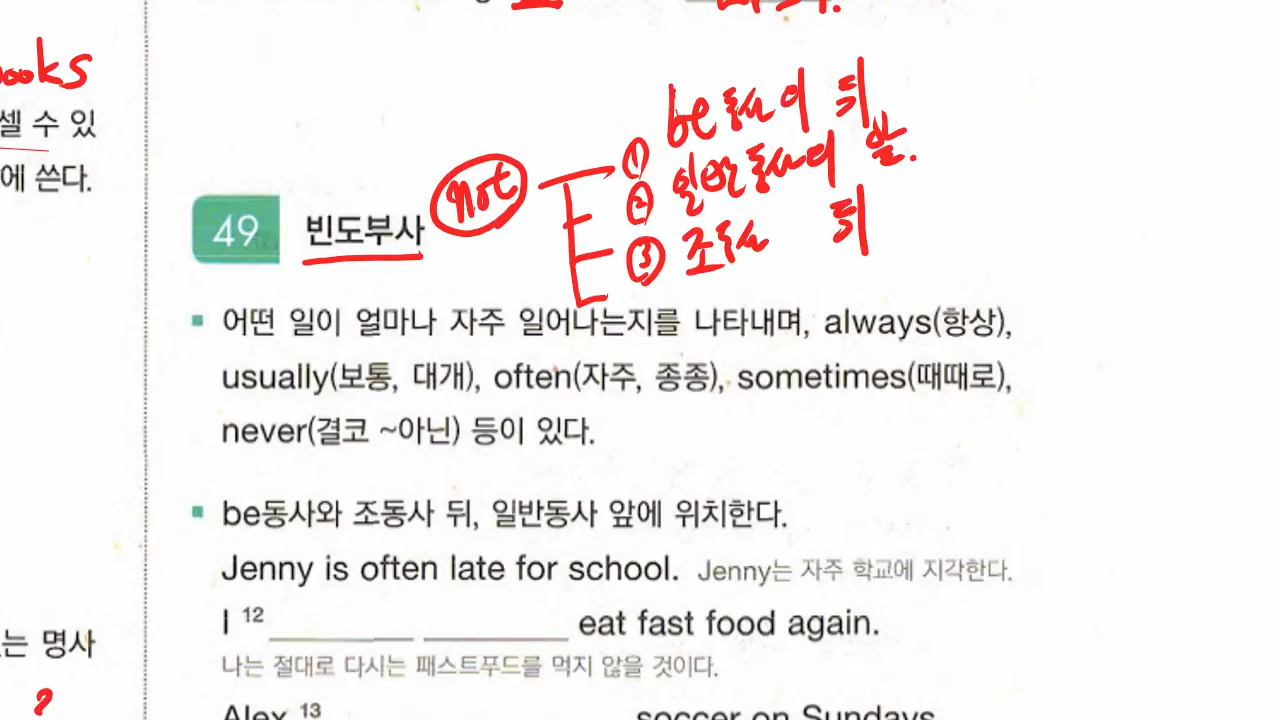 ooks
셀 수 있
에 쓴다.
be동사의 뒤
not ① 
② 일반동사의 앞.
③ 조동사 뒤
49 빈도부사
어떤 일이 얼마나 자주 일어나는지를 나타내며, always(항상),
usually(보통, 대개), often(자주, 종종), sometimes(때때로),
never(결코 ~아닌) 등이 있다.
be동사와 조동사 뒤, 일반동사 앞에 위치한다.
Jenny is often late for school. Jenny는 자주 학교에 지각한다.
I 12 ________ ________ eat fast food again.
나는 절대로 다시는 패스트푸드를 먹지 않을 것이다.
는 명사
?
Alex 13 soccer on Sundays